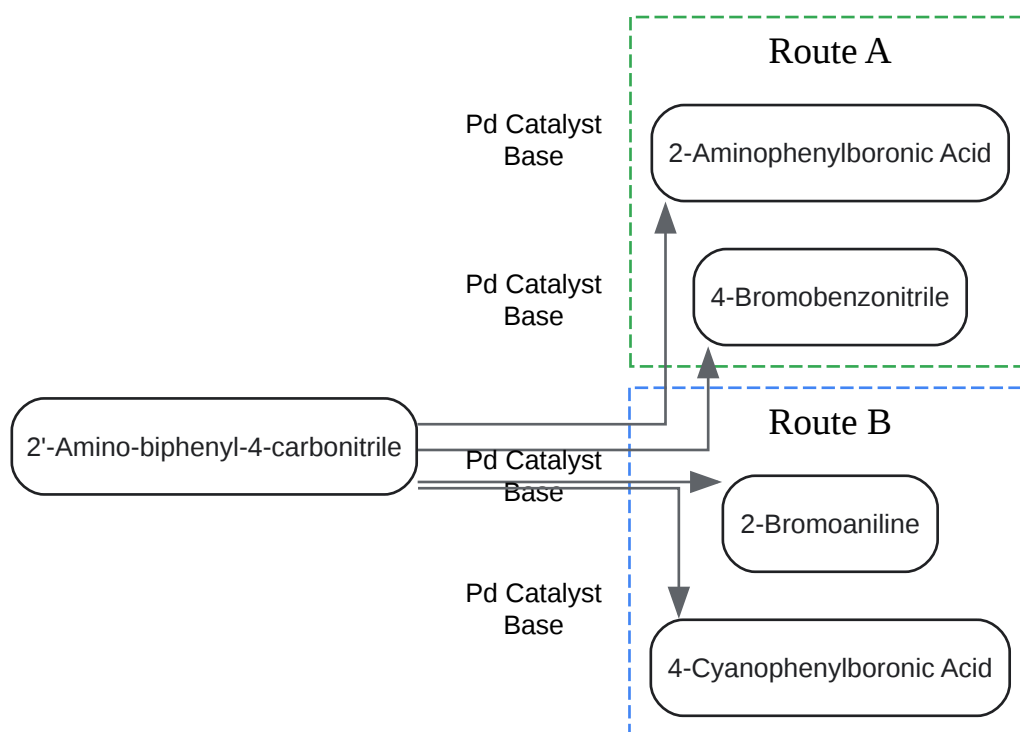 Route A
Pd Catalyst
Base
2-Aminophenylboronic Acid
Pd Catalyst
Base
4-Bromobenzonitrile
2'-Amino-biphenyl-4-carbonitrile
Route B
Pd Catalyst
Base
2-Bromoaniline
Pd Catalyst
Base
4-Cyanophenylboronic Acid